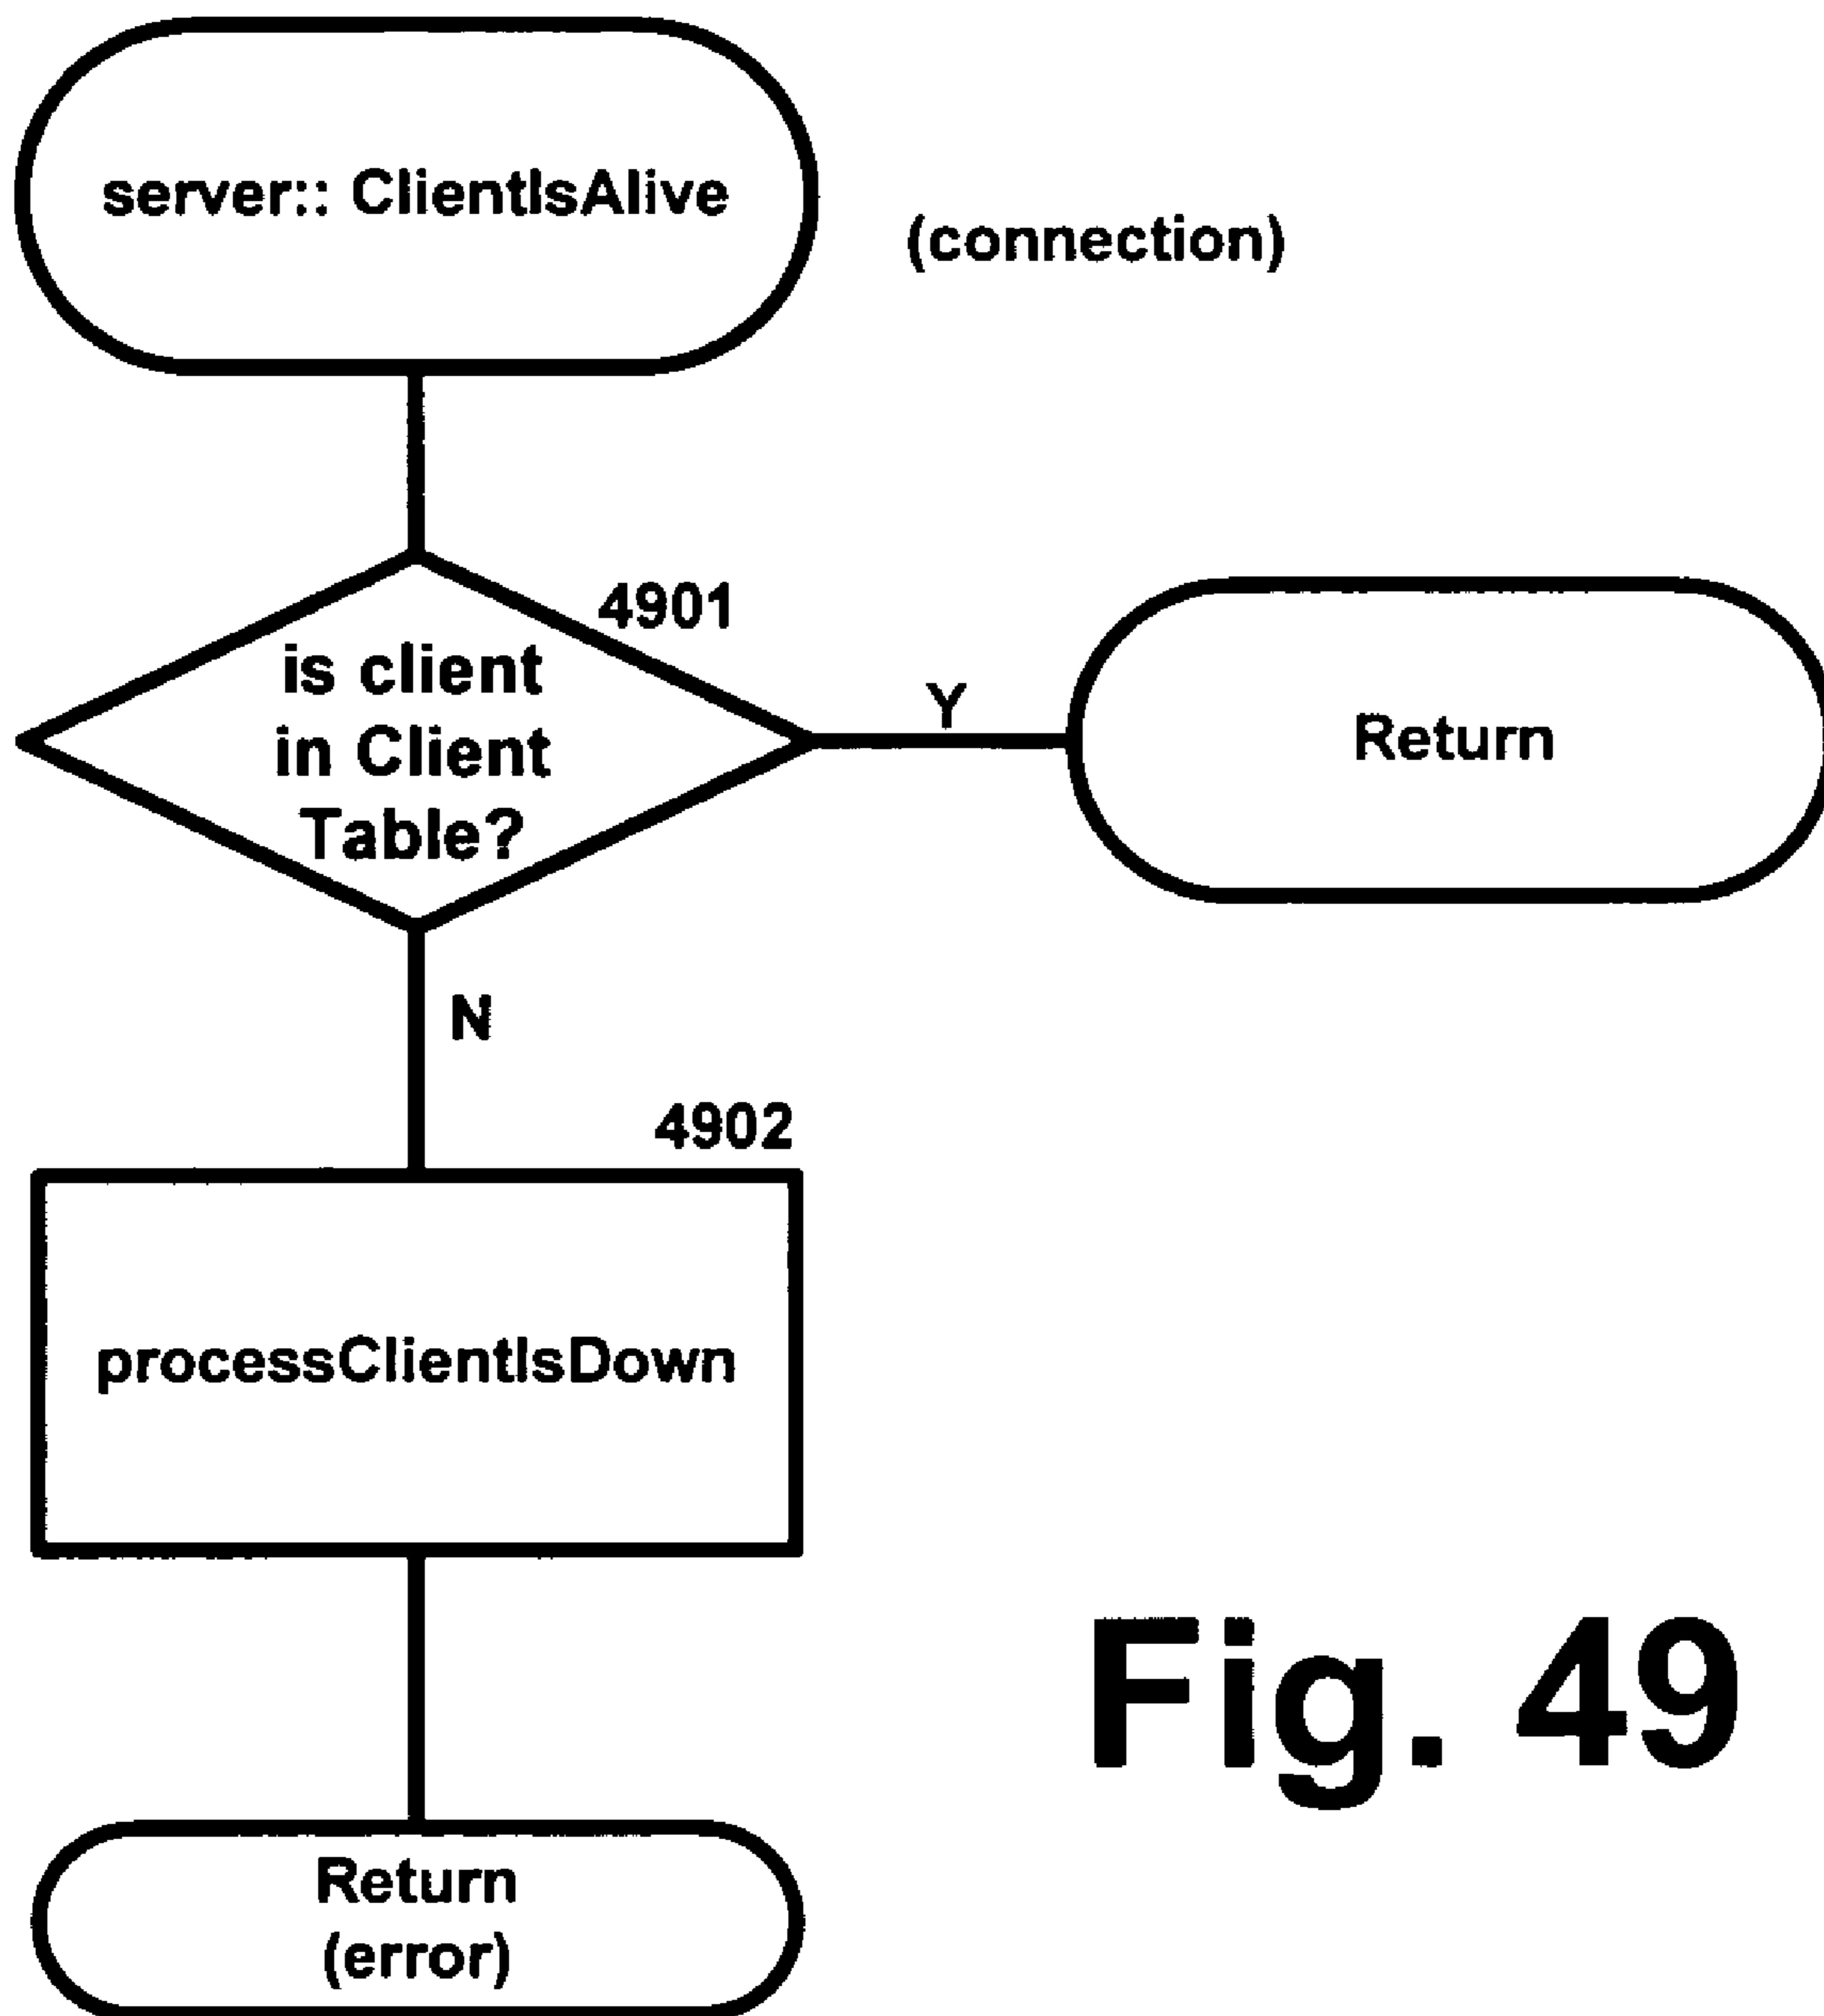 server:: ClientIsAlive
(connection)
4901
is client
in Client
Table?
Y
Return
N
4902
processClientIsDown
Return
(error)
Fig. 49